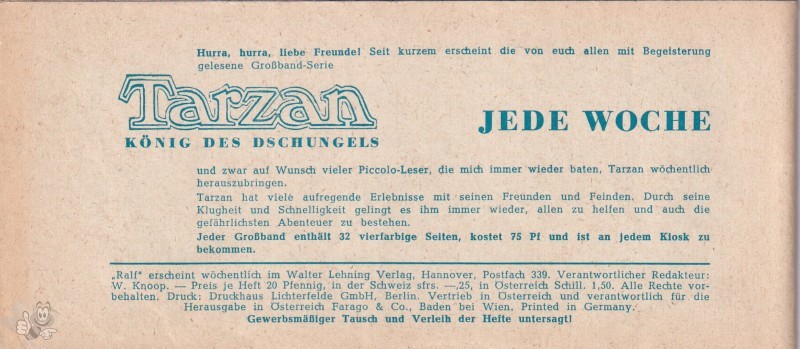 Hurra, hurra, liebe Freunde! Seit kurzem erscheint die von euch allen mit Begeisterung
gelesene Großband-Serie
Tarzan
KÖNIG DES DSCHUNGELS
JEDE WOCHE
und zwar auf Wunsch vieler Piccolo-Leser, die mich immer wieder baten, Tarzan wöchentlich
herauszubringen.
Tarzan hat viele aufregende Erlebnisse mit seinen Freunden und Feinden. Durch seine
Klugheit und Schnelligkeit gelingt es ihm immer wieder, allen zu helfen und auch die
gefährlichsten Abenteuer zu bestehen.
Jeder Großband enthält 32 vierfarbige Seiten, kostet 75 Pf und ist an jedem Kiosk zu
bekommen.
„Ralf" erscheint wöchentlich im Walter Lehning Verlag, Hannover, Postfach 339. Verantwortlicher Redakteur:
W. Knoop. — Preis je Heft 20 Pfennig, in der Schweiz sfrs. —,25, in Österreich Schill. 1,50. Alle Rechte vor-
behalten. Druck: Druckhaus Lichterfelde GmbH, Berlin. Vertrieb in Österreich und verantwortlich für die
Herausgabe in Österreich Farago & Co., Baden bei Wien. Printed in Germany.
Gewerbsmäßiger Tausch und Verleih der Hefte untersagt!